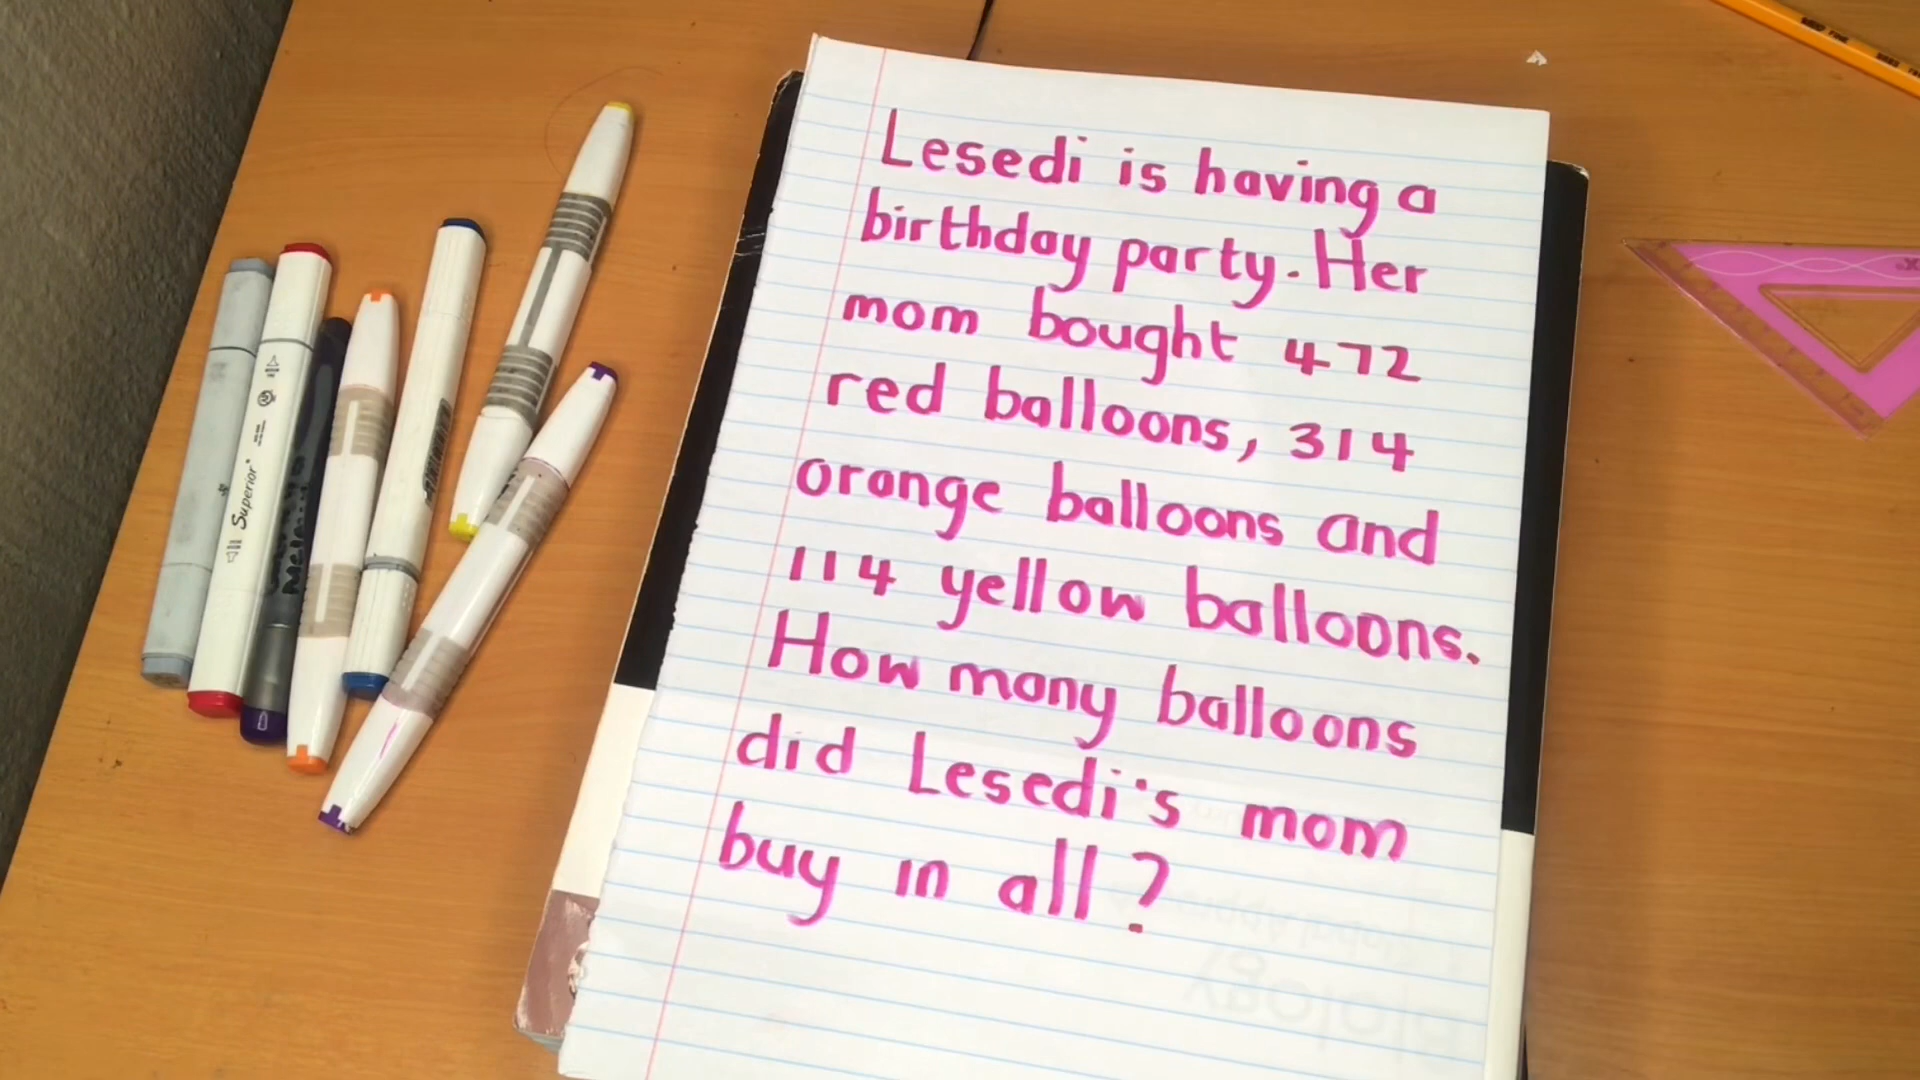 Lesedi is having a
birthday party. Her
mom bought 472
red balloons, 314
orange balloons and
114 yellow balloons.
How many balloons
did Lesedi's mom
buy in all?
Superior